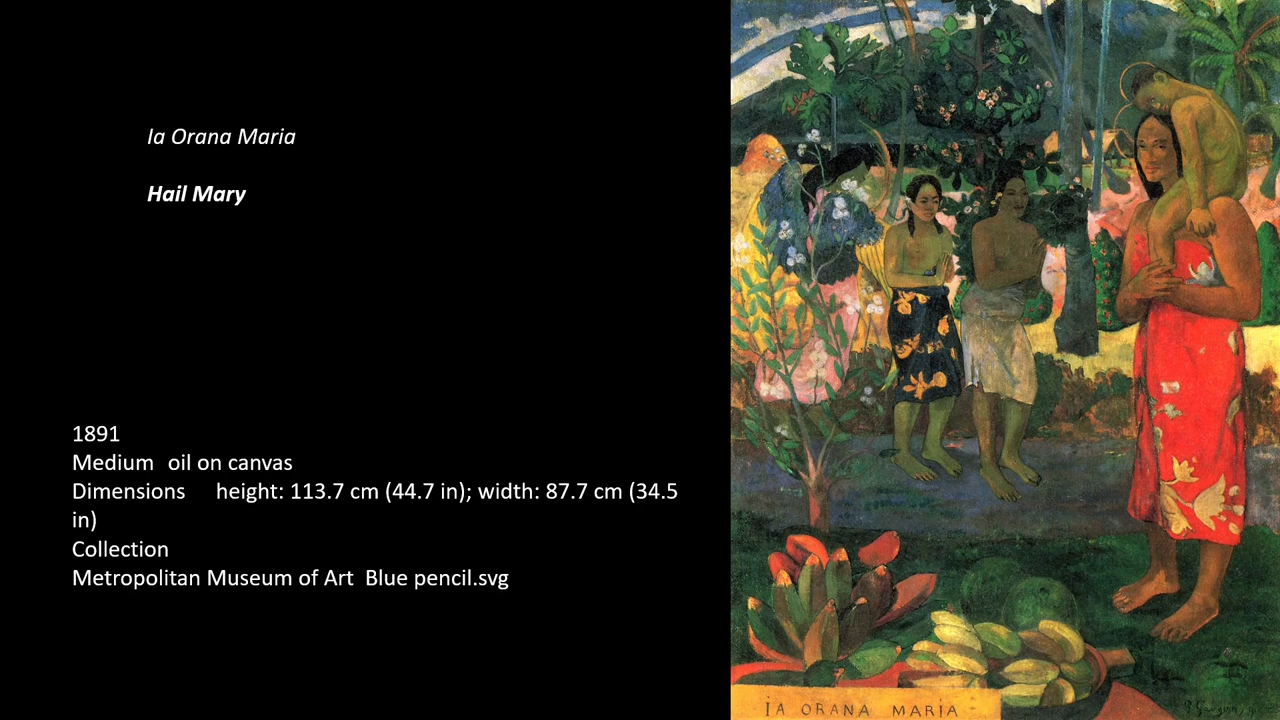 Ia Orana Maria
Hail Mary
1891
Medium oil on canvas
Dimensions height: 113.7 cm (44.7 in); width: 87.7 cm (34.5
in)
Collection
Metropolitan Museum of Art Blue pencil.svg
IA ORANA MARIA
P Gauguin